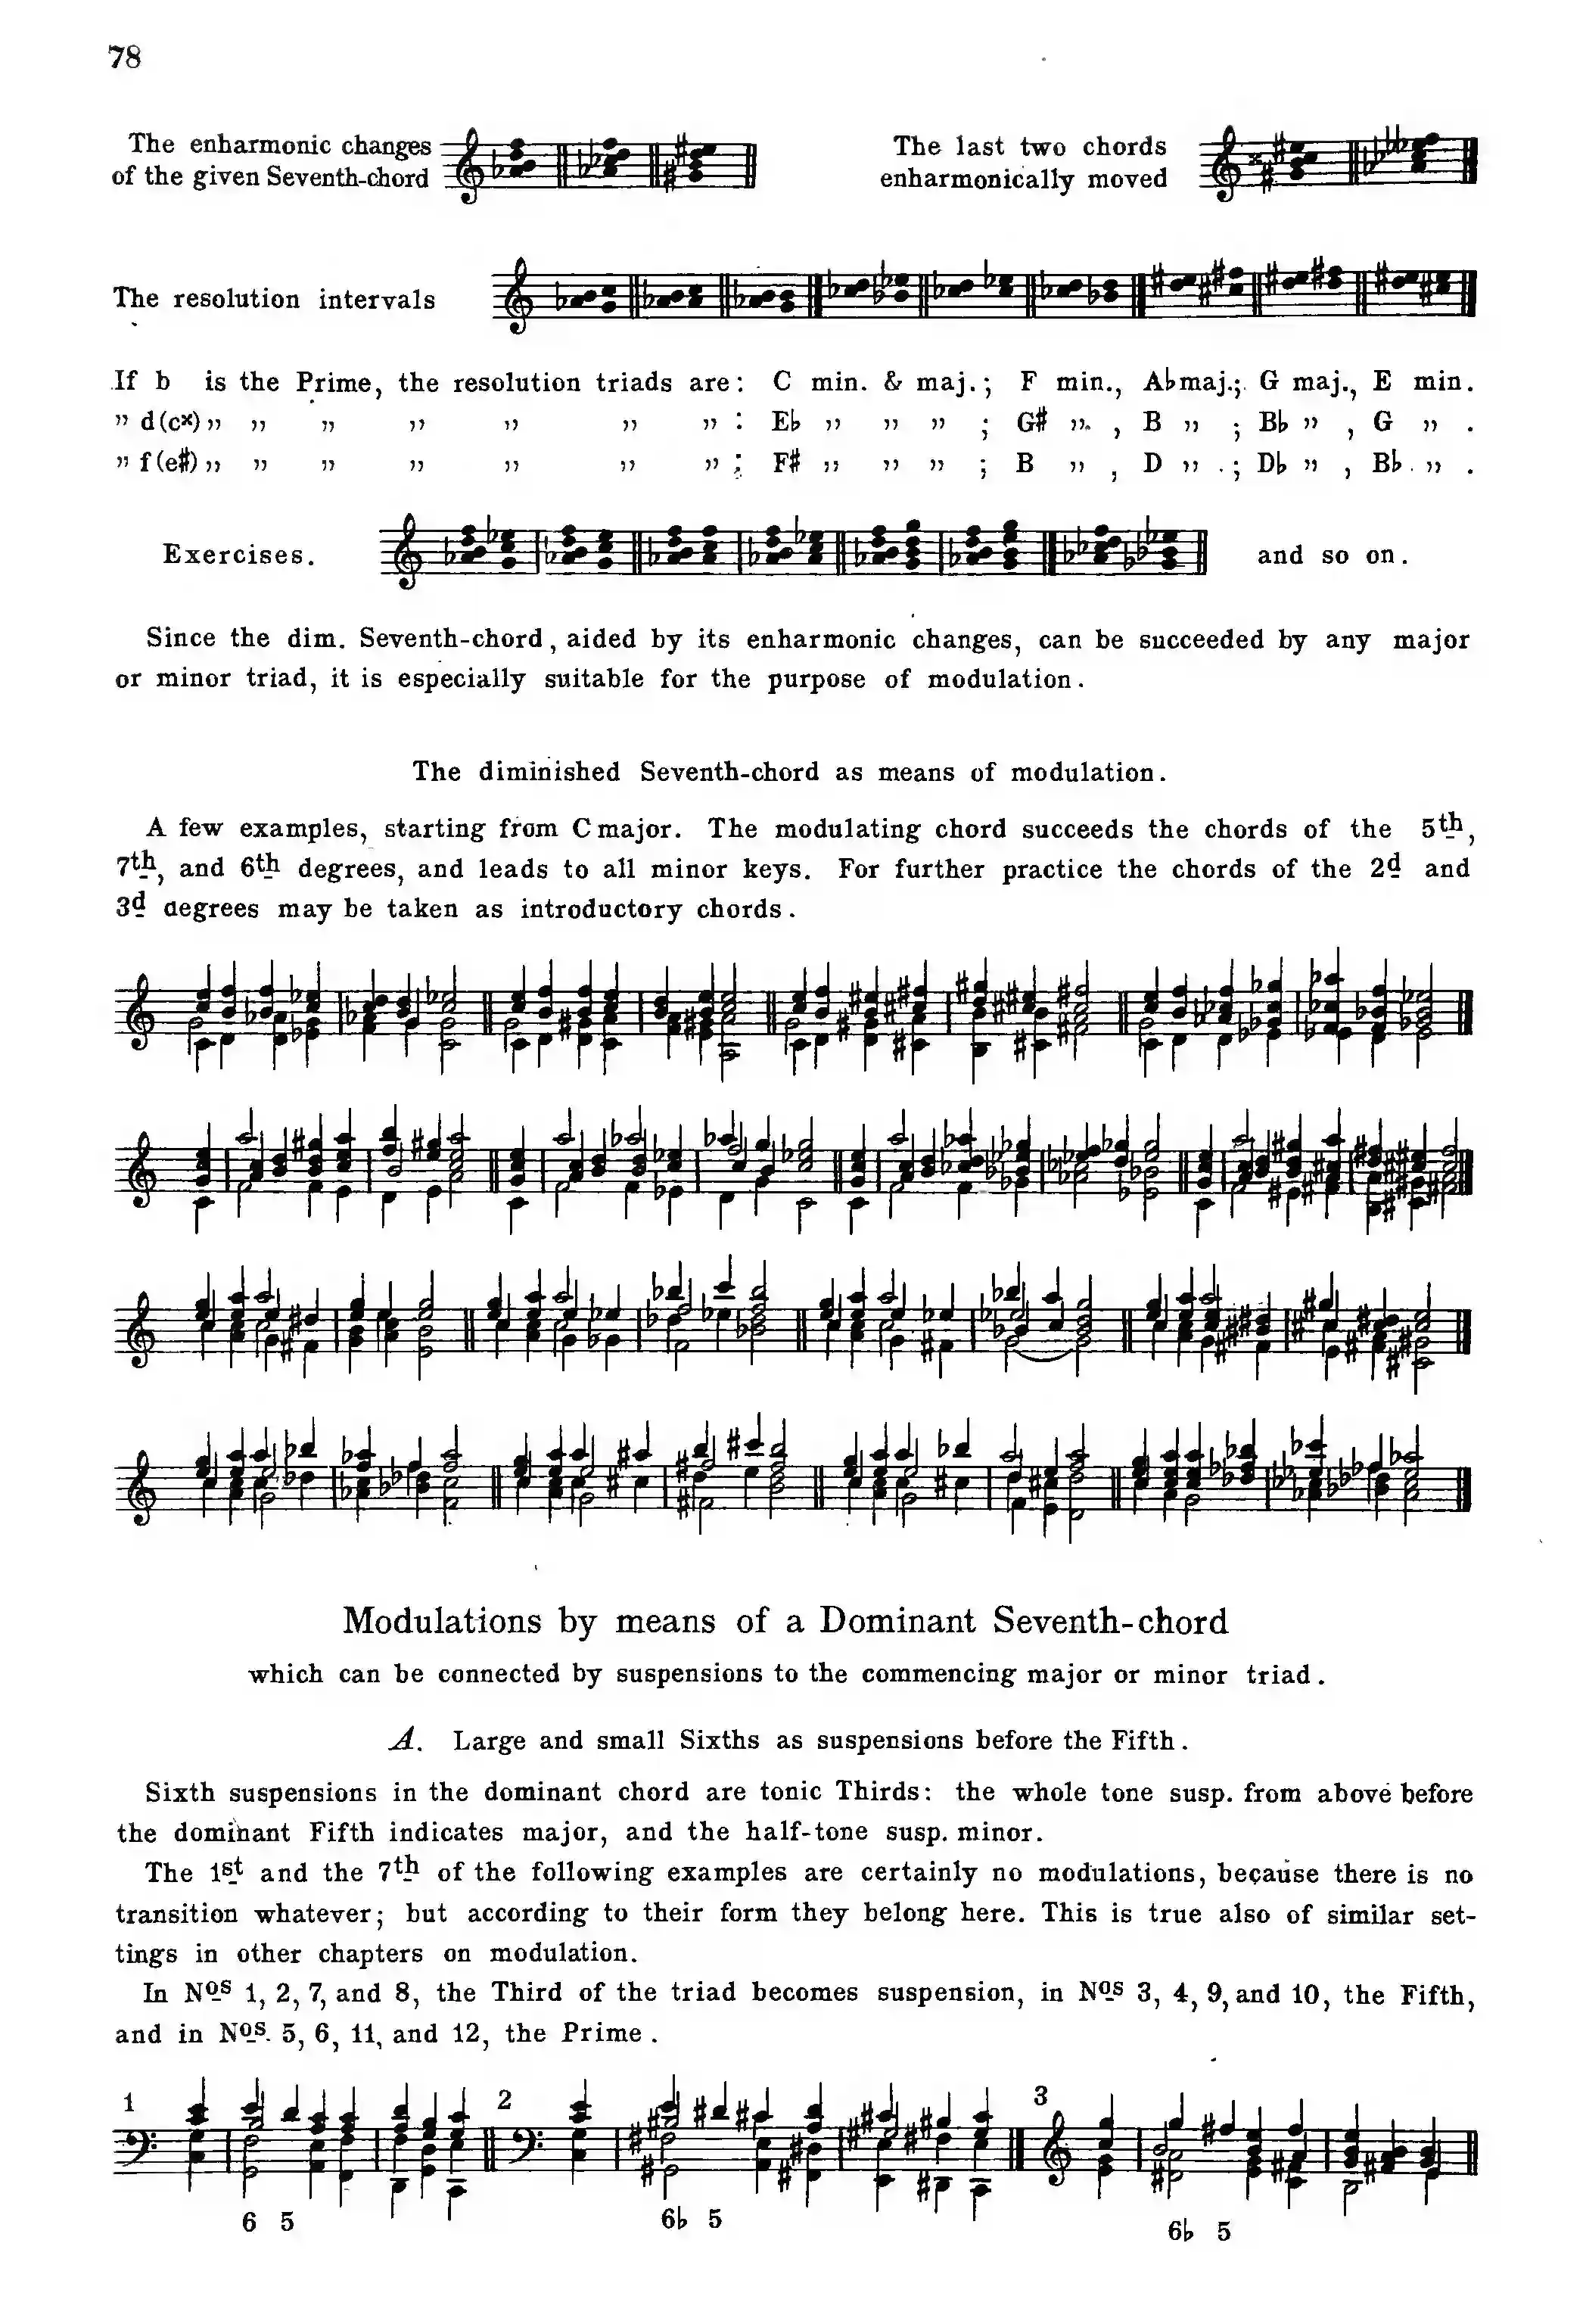 78
The enharmonic changes
of the given Seventh-chord
The last two chords
enharmonically moved
The resolution intervals
If b is the Prime, the resolution triads are: C min. & maj.; F min., A♭maj.; G maj., E min.
" d(cx) " " " " " " " : E♭ " " " ; G# " , B " ; B♭ " , G " .
" f(e#) " " " " " " " : F# " " " ; B " , D " . ; D♭ " , B♭ . " .
Exercises.
and so on.
Since the dim. Seventh-chord, aided by its enharmonic changes, can be succeeded by any major
or minor triad, it is especially suitable for the purpose of modulation.
The diminished Seventh-chord as means of modulation.
A few examples, starting from C major. The modulating chord succeeds the chords of the 5th,
7th, and 6th degrees, and leads to all minor keys. For further practice the chords of the 2d and
3d degrees may be taken as introductory chords.
Modulations by means of a Dominant Seventh-chord
which can be connected by suspensions to the commencing major or minor triad.
A. Large and small Sixths as suspensions before the Fifth.
Sixth suspensions in the dominant chord are tonic Thirds: the whole tone susp. from above before
the dominant Fifth indicates major, and the half-tone susp. minor.
The 1st and the 7th of the following examples are certainly no modulations, because there is no
transition whatever; but according to their form they belong here. This is true also of similar set-
tings in other chapters on modulation.
In Nos 1, 2, 7, and 8, the Third of the triad becomes suspension, in Nos 3, 4, 9, and 10, the Fifth,
and in Nos. 5, 6, 11, and 12, the Prime.
1 2 3
6 5 6♭ 5 6♭ 5